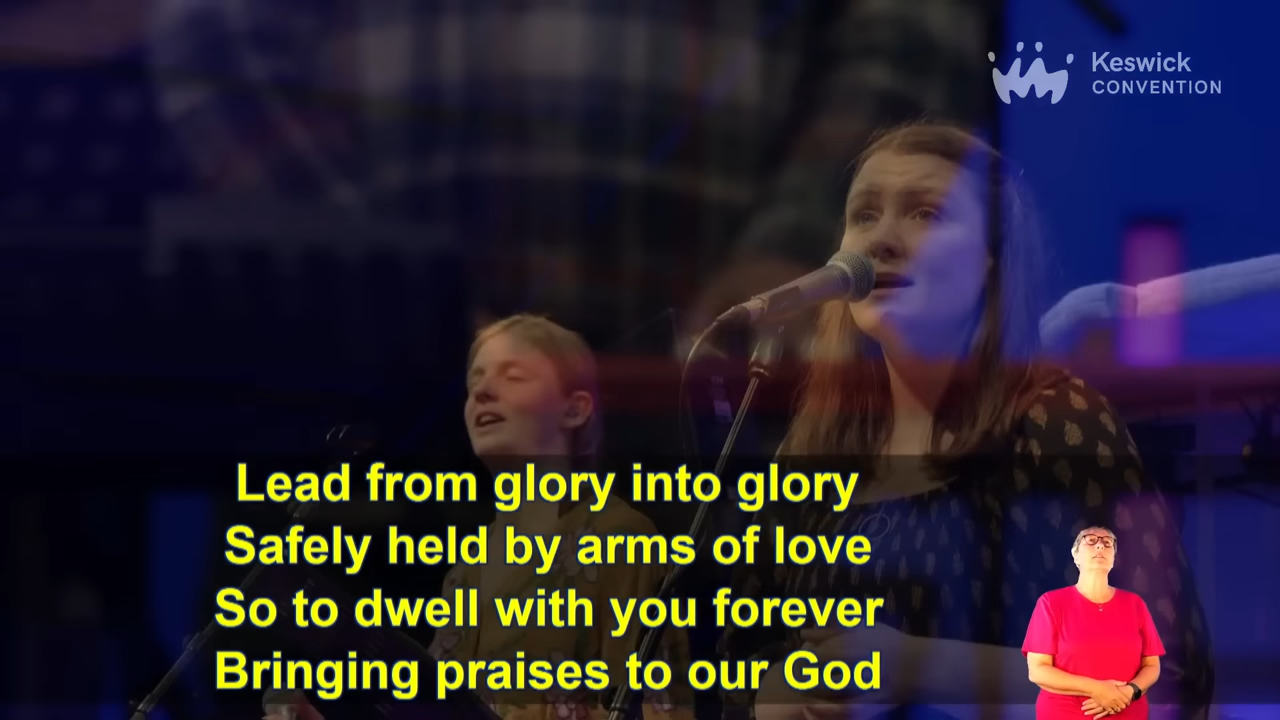 Keswick
CONVENTION
Lead from glory into glory
Safely held by arms of love
So to dwell with you forever
Bringing praises to our God